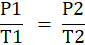 P1/T1 = P2/T2